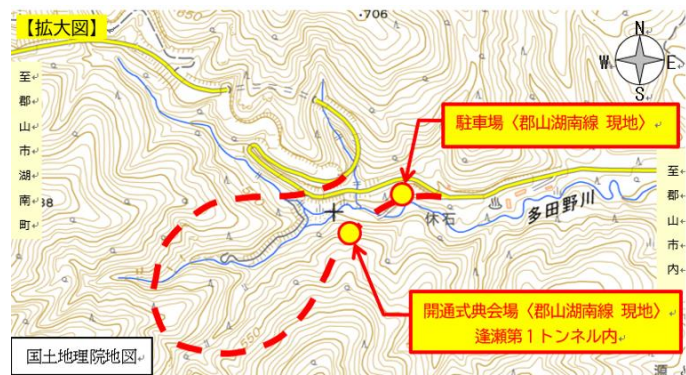 【拡大図】
650
・706
N
W E
S
至郡山市湖南町
駐車場〈郡山湖南線 現地〉
至郡山市内
多田野川
休石
開通式典会場〈郡山湖南線 現地〉
逢瀬第1トンネル内
550
国土地理院地図